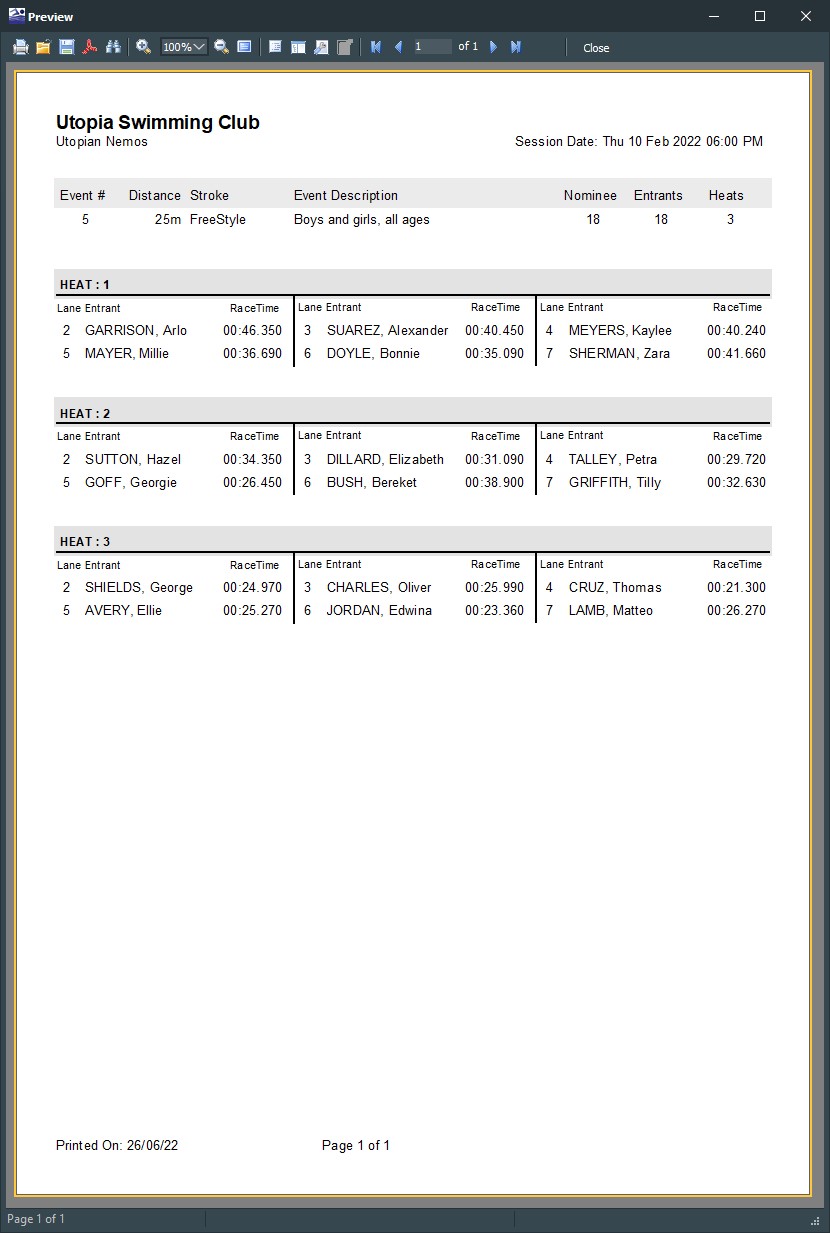 Preview
100%
1
of 1
Close
Utopia Swimming Club
Utopian Nemos
Session Date: Thu 10 Feb 2022 06:00 PM
Event # Distance Stroke Event Description Nominee Entrants Heats
5 25m FreeStyle Boys and girls, all ages 18 18 3
HEAT : 1
Lane Entrant RaceTime Lane Entrant RaceTime Lane Entrant RaceTime
2 GARRISON, Arlo 00:46.350 3 SUAREZ, Alexander 00:40.450 4 MEYERS, Kaylee 00:40.240
5 MAYER, Millie 00:36.690 6 DOYLE, Bonnie 00:35.090 7 SHERMAN, Zara 00:41.660
HEAT : 2
Lane Entrant RaceTime Lane Entrant RaceTime Lane Entrant RaceTime
2 SUTTON, Hazel 00:34.350 3 DILLARD, Elizabeth 00:31.090 4 TALLEY, Petra 00:29.720
5 GOFF, Georgie 00:26.450 6 BUSH, Bereket 00:38.900 7 GRIFFITH, Tilly 00:32.630
HEAT : 3
Lane Entrant RaceTime Lane Entrant RaceTime Lane Entrant RaceTime
2 SHIELDS, George 00:24.970 3 CHARLES, Oliver 00:25.990 4 CRUZ, Thomas 00:21.300
5 AVERY, Ellie 00:25.270 6 JORDAN, Edwina 00:23.360 7 LAMB, Matteo 00:26.270
Printed On: 26/06/22 Page 1 of 1
Page 1 of 1